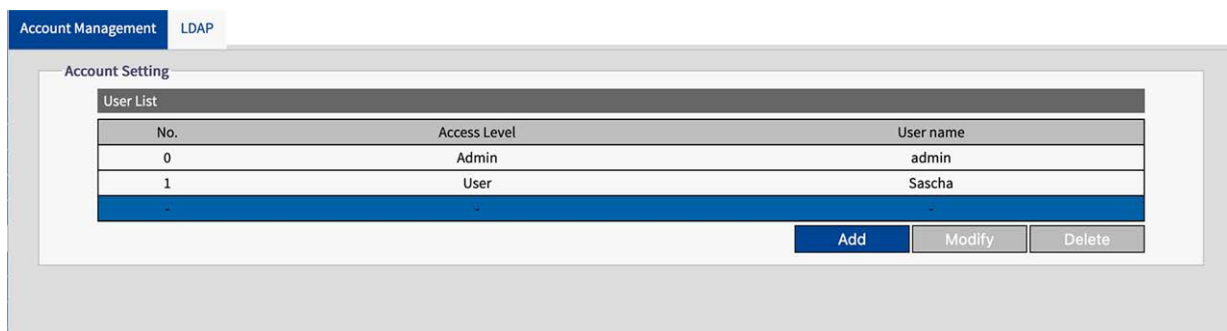 Account Management LDAP
Account Setting
User List
No. Access Level User name
0 Admin admin
1 User Sascha
- - -
Add Modify Delete